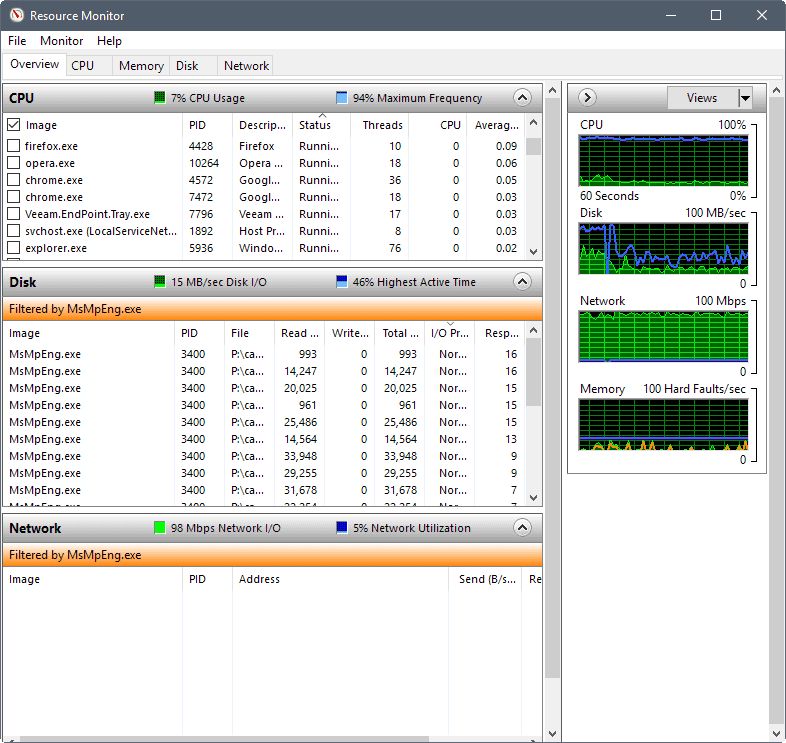 Resource Monitor
File Monitor Help
Overview CPU Memory Disk Network
CPU 7% CPU Usage 94% Maximum Frequency
Image PID Descrip... Status Threads CPU Averag...
firefox.exe 4428 Firefox Runni... 10 0 0.09
opera.exe 10264 Opera ... Runni... 18 0 0.06
chrome.exe 4572 Googl... Runni... 36 0 0.05
chrome.exe 7472 Googl... Runni... 18 0 0.03
Veeam.EndPoint.Tray.exe 7796 Veeam ... Runni... 17 0 0.03
svchost.exe (LocalServiceNet... 1892 Host Pr... Runni... 8 0 0.03
explorer.exe 5936 Windo... Runni... 76 0 0.02
Disk 15 MB/sec Disk I/O 46% Highest Active Time
Filtered by MsMpEng.exe
Image PID File Read ... Write... Total ... I/O Pr... Resp...
MsMpEng.exe 3400 P:\ca... 993 0 993 Nor... 16
MsMpEng.exe 3400 P:\ca... 14,247 0 14,247 Nor... 16
MsMpEng.exe 3400 P:\ca... 20,025 0 20,025 Nor... 15
MsMpEng.exe 3400 P:\ca... 961 0 961 Nor... 15
MsMpEng.exe 3400 P:\ca... 25,486 0 25,486 Nor... 15
MsMpEng.exe 3400 P:\ca... 14,564 0 14,564 Nor... 13
MsMpEng.exe 3400 P:\ca... 33,948 0 33,948 Nor... 9
MsMpEng.exe 3400 P:\ca... 29,255 0 29,255 Nor... 9
MsMpEng.exe 3400 P:\ca... 31,678 0 31,678 Nor... 7
Network 98 Mbps Network I/O 5% Network Utilization
Filtered by MsMpEng.exe
Image PID Address Send (B/s... Re
Views
CPU 100%
60 Seconds 0%
Disk 100 MB/sec
0
Network 100 Mbps
0
Memory 100 Hard Faults/sec
0